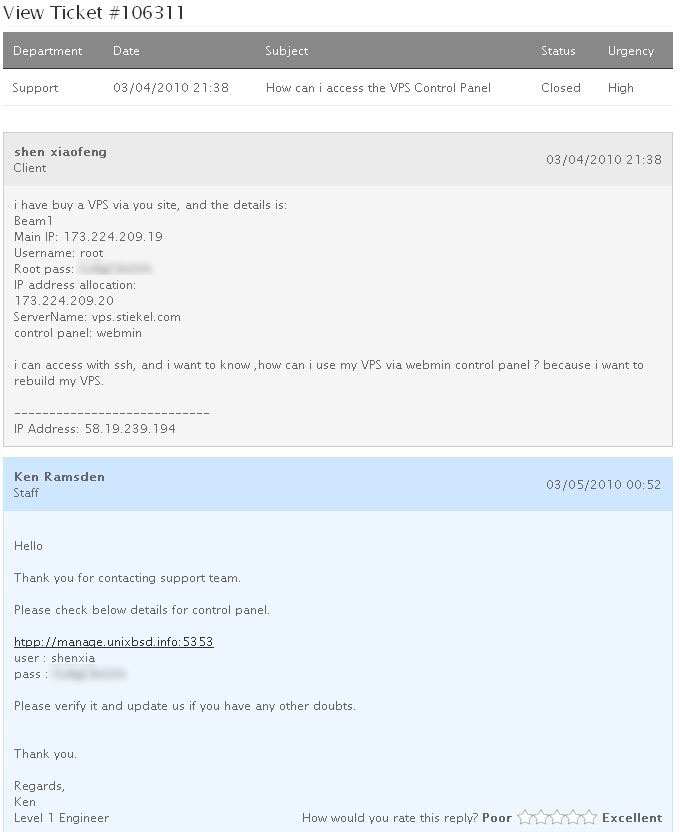 View Ticket #106311
Department Date Subject Status Urgency
Support 03/04/2010 21:38 How can i access the VPS Control Panel Closed High
shen xiaofeng
Client
03/04/2010 21:38
i have buy a VPS via you site, and the details is:
Beam1
Main IP: 173.224.209.19
Username: root
Root pass:
IP address allocation:
173.224.209.20
ServerName: vps.stiekel.com
control panel: webmin
i can access with ssh, and i want to know ,how can i use my VPS via webmin control panel ? because i want to
rebuild my VPS.
----------------------------
IP Address: 58.19.239.194
Ken Ramsden
Staff
03/05/2010 00:52
Hello
Thank you for contacting support team.
Please check below details for control panel.
htpp://manage.unixbsd.info:5353
user : shenxia
pass :
Please verify it and update us if you have any other doubts.
Thank you.
Regards,
Ken
Level 1 Engineer
How would you rate this reply? Poor Excellent